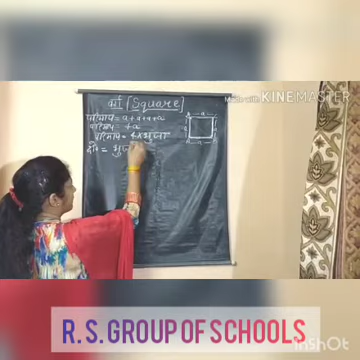 वर्ग [Square]
परिमाप = a + a + a + a
परिमाप = 4a
परिमाप = 4 × भुजा
Made with KINEMASTER
R. S. GROUP OF SCHOOLS
inShOt